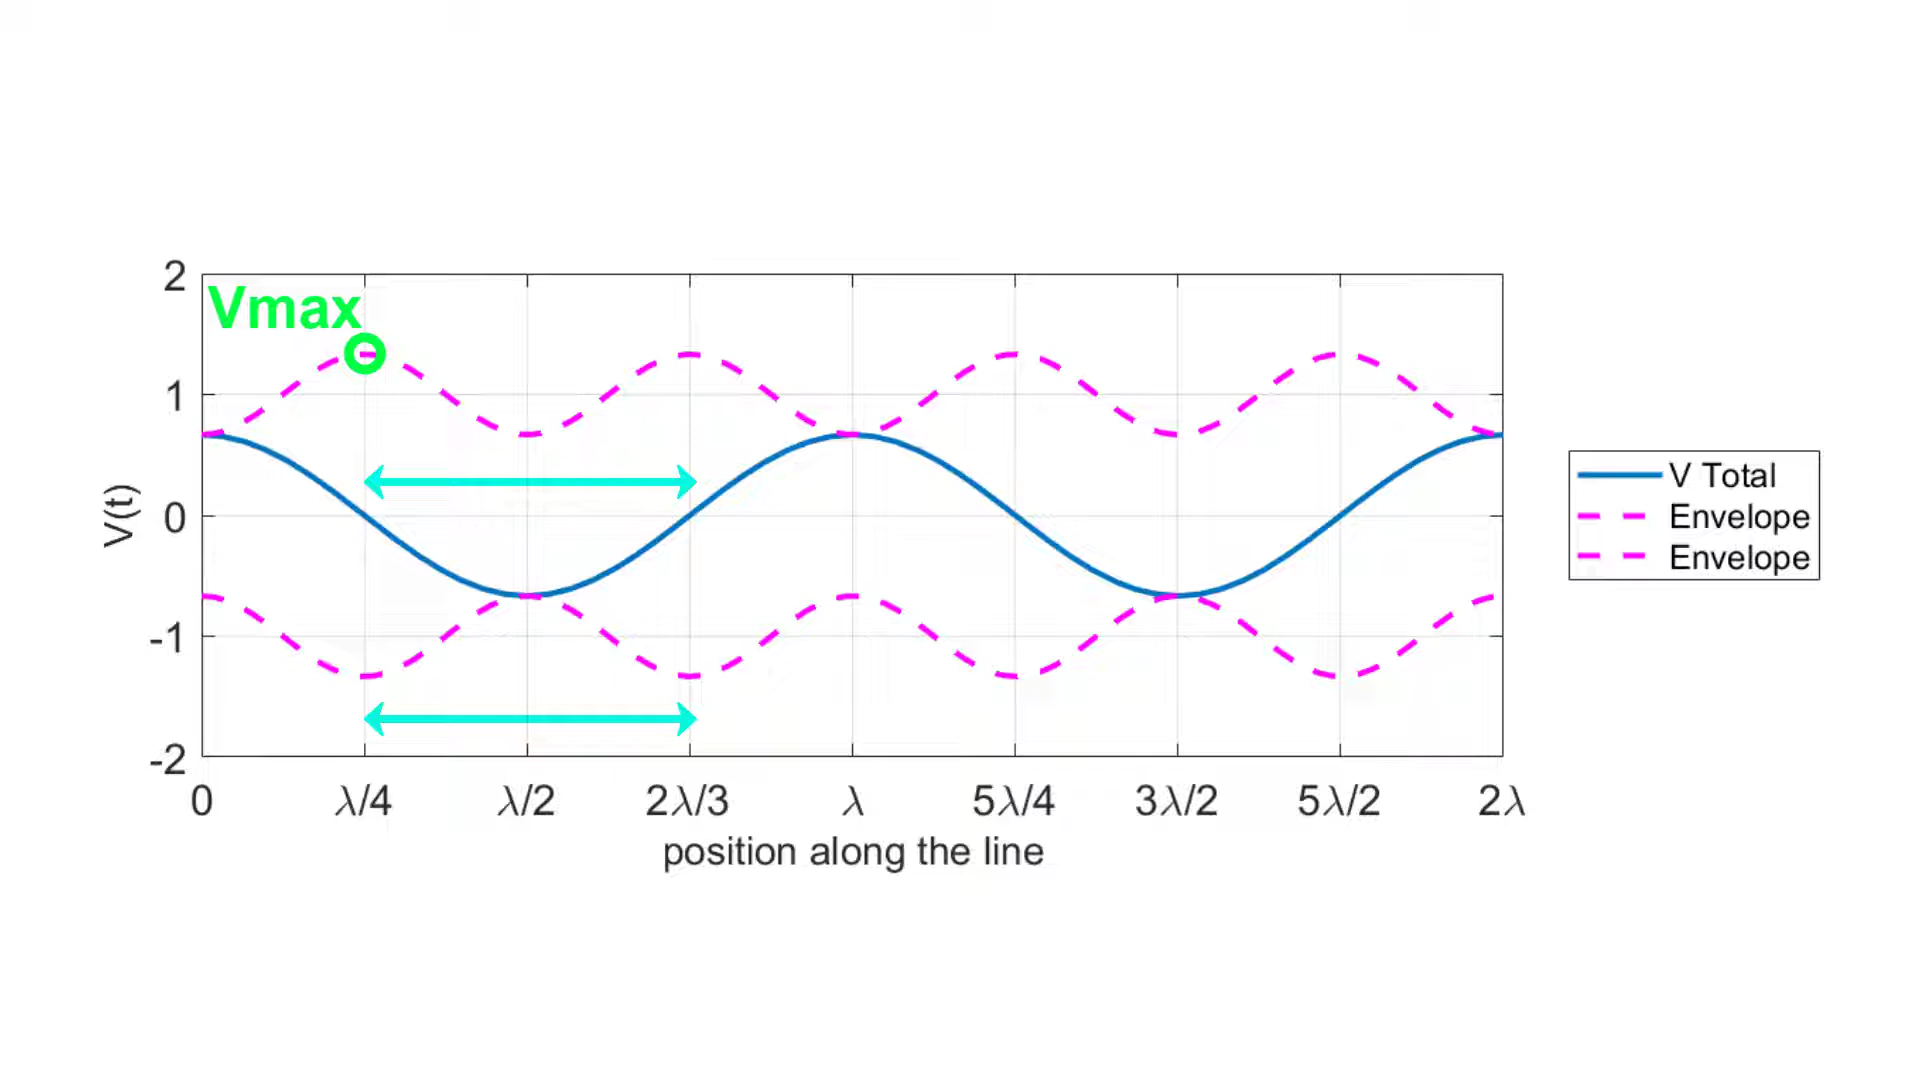 Vmax
2
1
0
-1
-2
V(t)
0 λ/4 λ/2 2λ/3 λ 5λ/4 3λ/2 5λ/2 2λ
position along the line
V Total
Envelope
Envelope